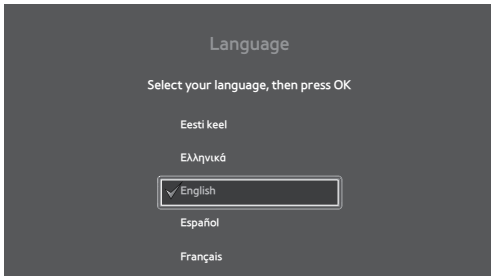 Language
Select your language, then press OK
Eesti keel
Ελληνικά
English
Español
Français